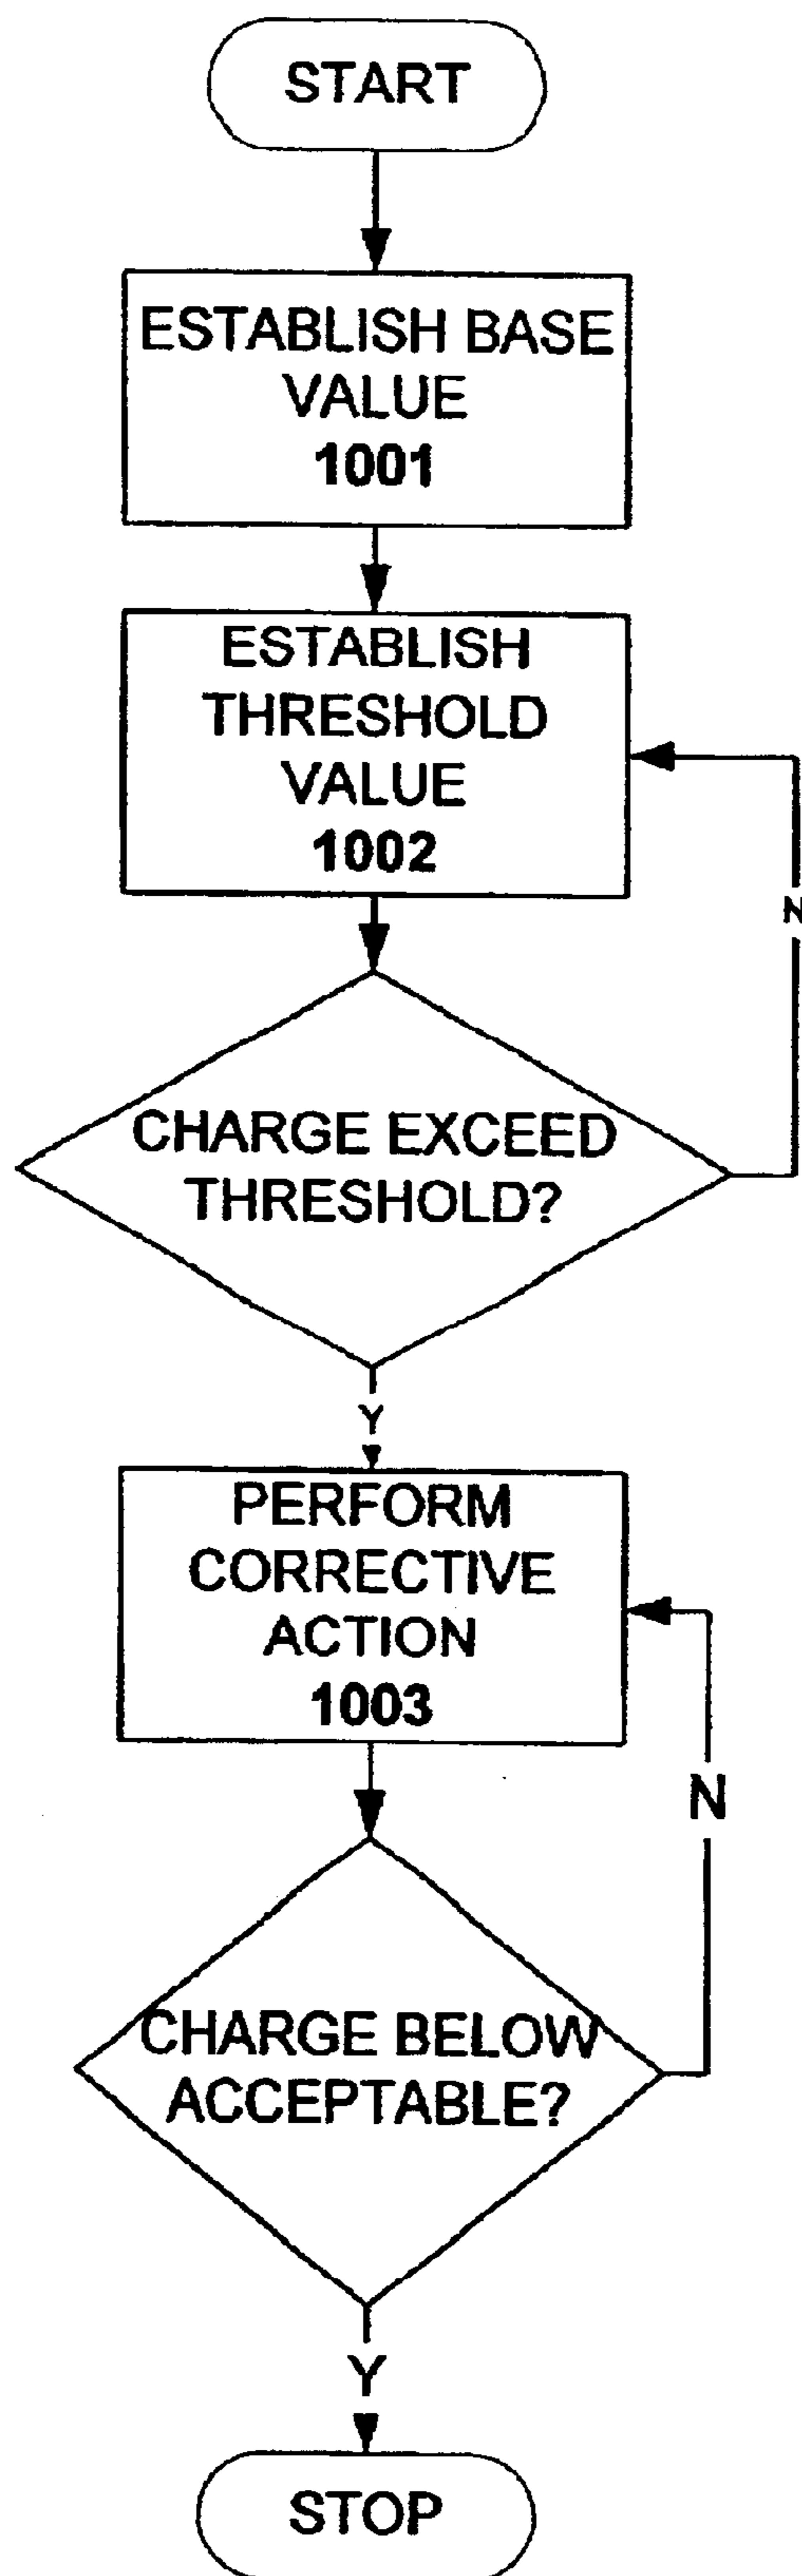 START
ESTABLISH BASE
VALUE
1001
ESTABLISH
THRESHOLD
VALUE
1002
N
CHARGE EXCEED
THRESHOLD?
Y
PERFORM
CORRECTIVE
ACTION
1003
N
CHARGE BELOW
ACCEPTABLE?
Y
STOP